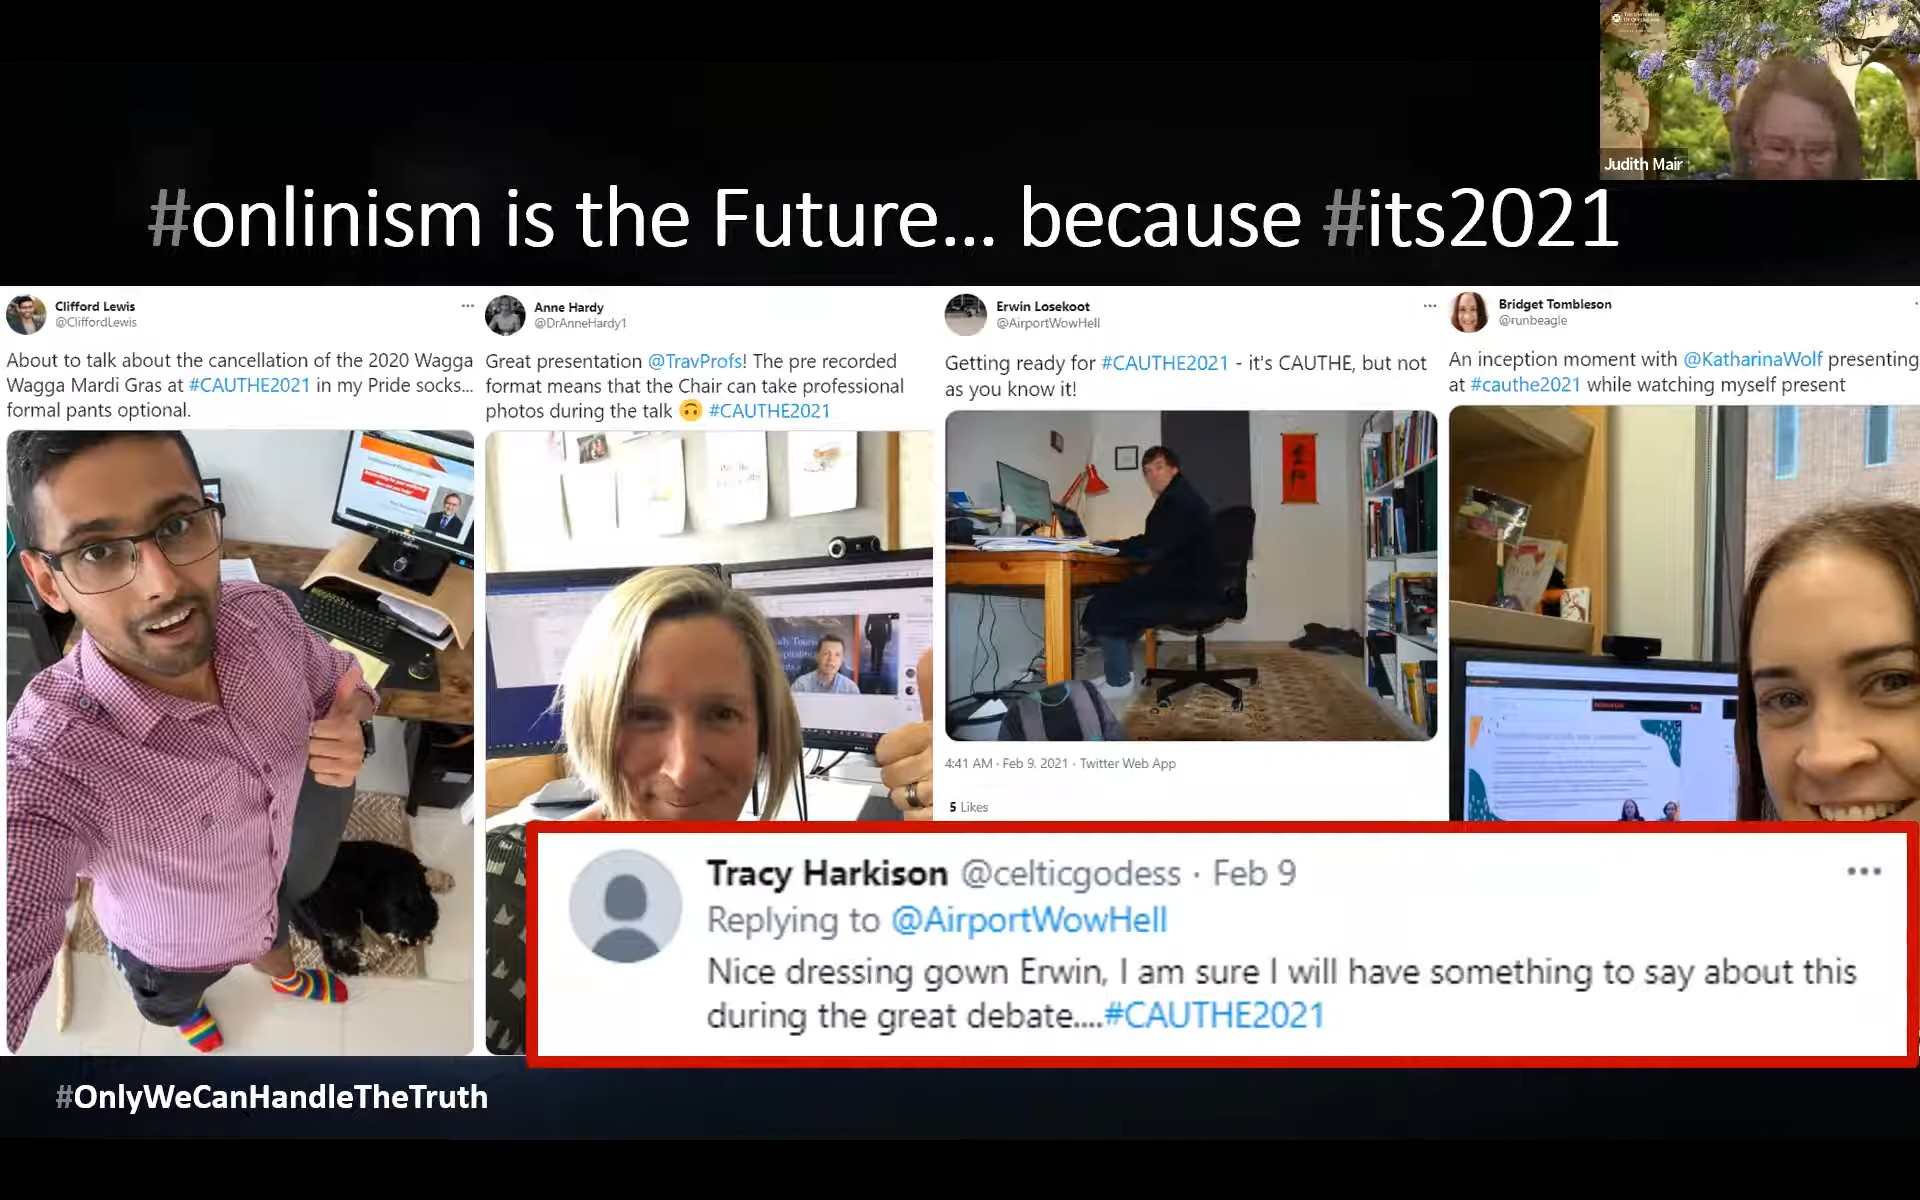 THE UNIVERSITY
OF QUEENSLAND
Judith Mair
#onlinism is the Future... because #its2021
Clifford Lewis
@CliffordLewis
About to talk about the cancellation of the 2020 Wagga
Wagga Mardi Gras at #CAUTHE2021 in my Pride socks...
formal pants optional.
Anne Hardy
@DrAnneHardy1
Great presentation @TravProfs! The pre recorded
format means that the Chair can take professional
photos during the talk 🙃 #CAUTHE2021
Erwin Losekoot
@AirportWowHell
Getting ready for #CAUTHE2021 - it's CAUTHE, but not
as you know it!
4:41 AM · Feb 9, 2021 · Twitter Web App
5 Likes
Bridget Tombleson
@runbeagle
An inception moment with @KatharinaWolf presenting
at #cauthe2021 while watching myself present
Tracy Harkison @celticgodess · Feb 9
Replying to @AirportWowHell
Nice dressing gown Erwin, I am sure I will have something to say about this
during the great debate....#CAUTHE2021
#OnlyWeCanHandleTheTruth